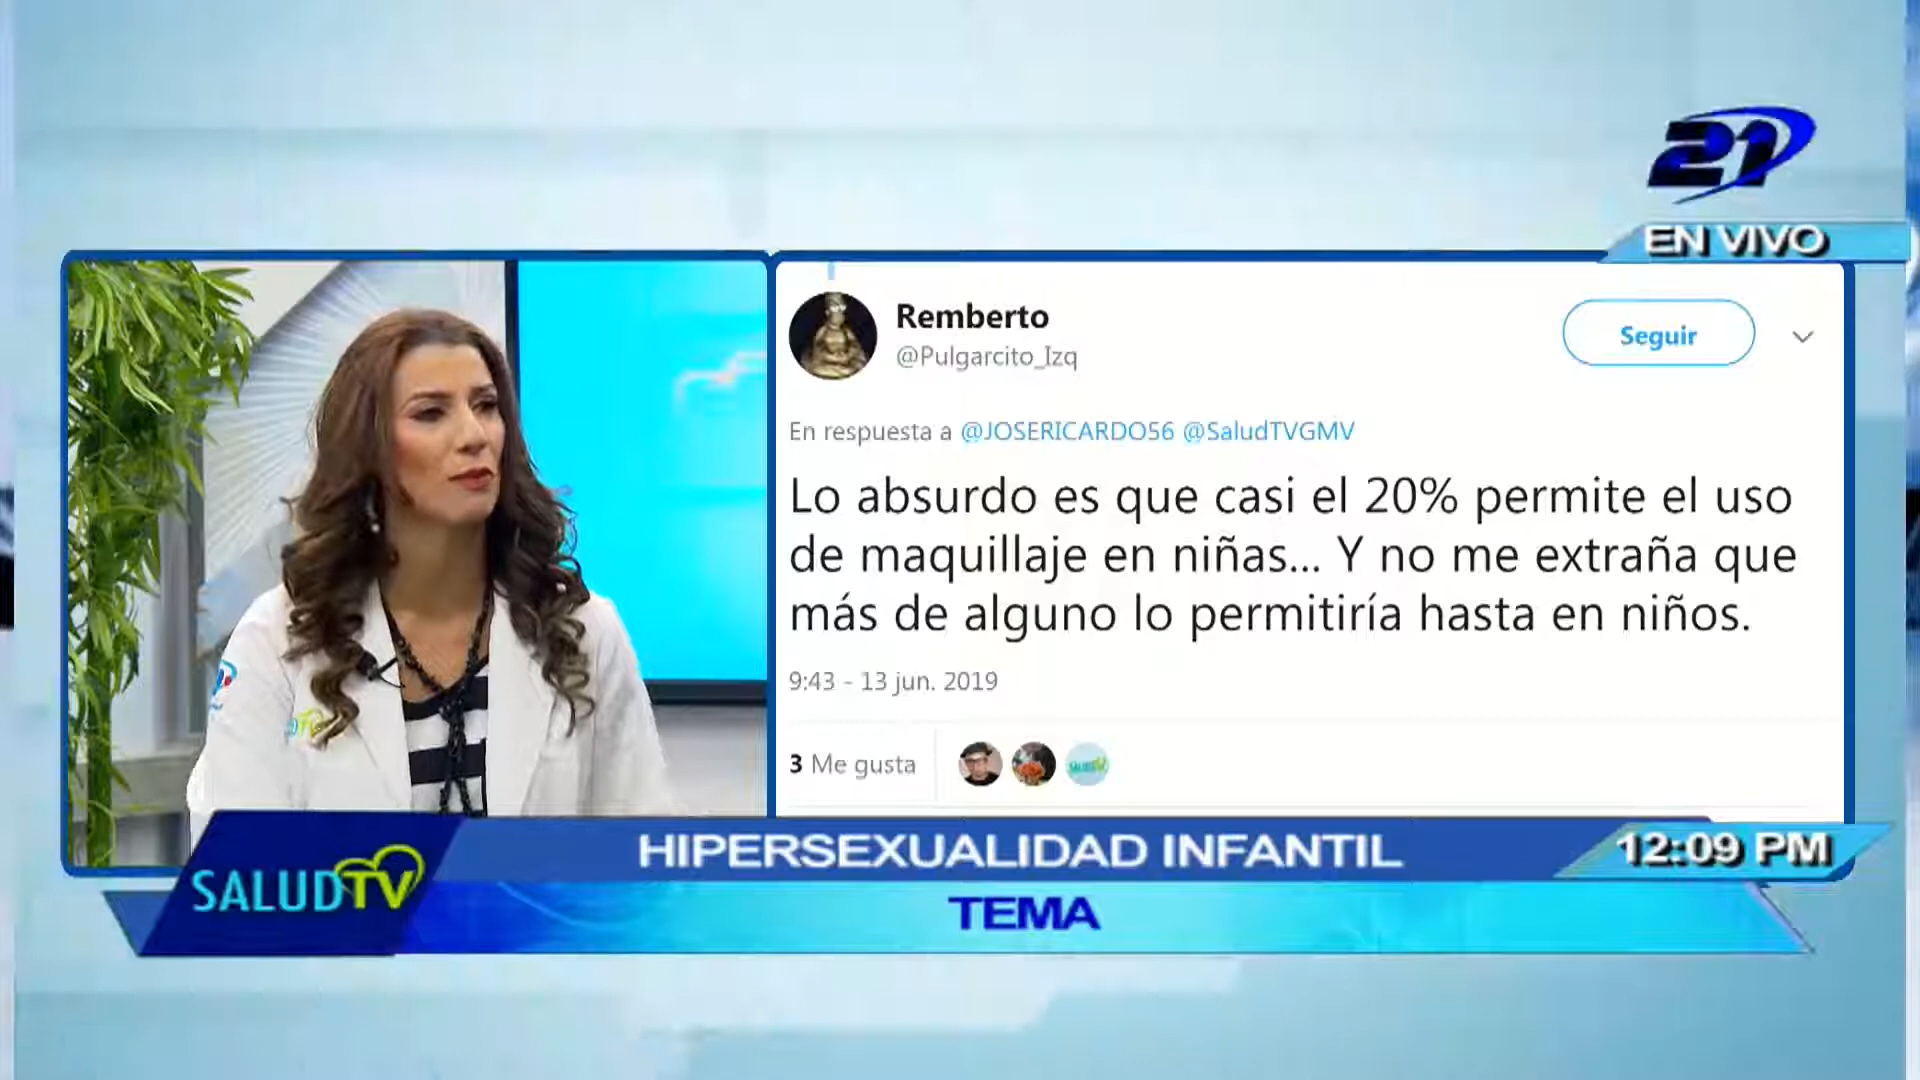 21
EN VIVO
Remberto
@Pulgarcito_Izq
Seguir
En respuesta a @JOSERICARDO56 @SaludTVGMV
Lo absurdo es que casi el 20% permite el uso
de maquillaje en niñas... Y no me extraña que
más de alguno lo permitiría hasta en niños.
9:43 - 13 jun. 2019
3 Me gusta
HIPERSEXUALIDAD INFANTIL
12:09 PM
SALUDTV
TEMA